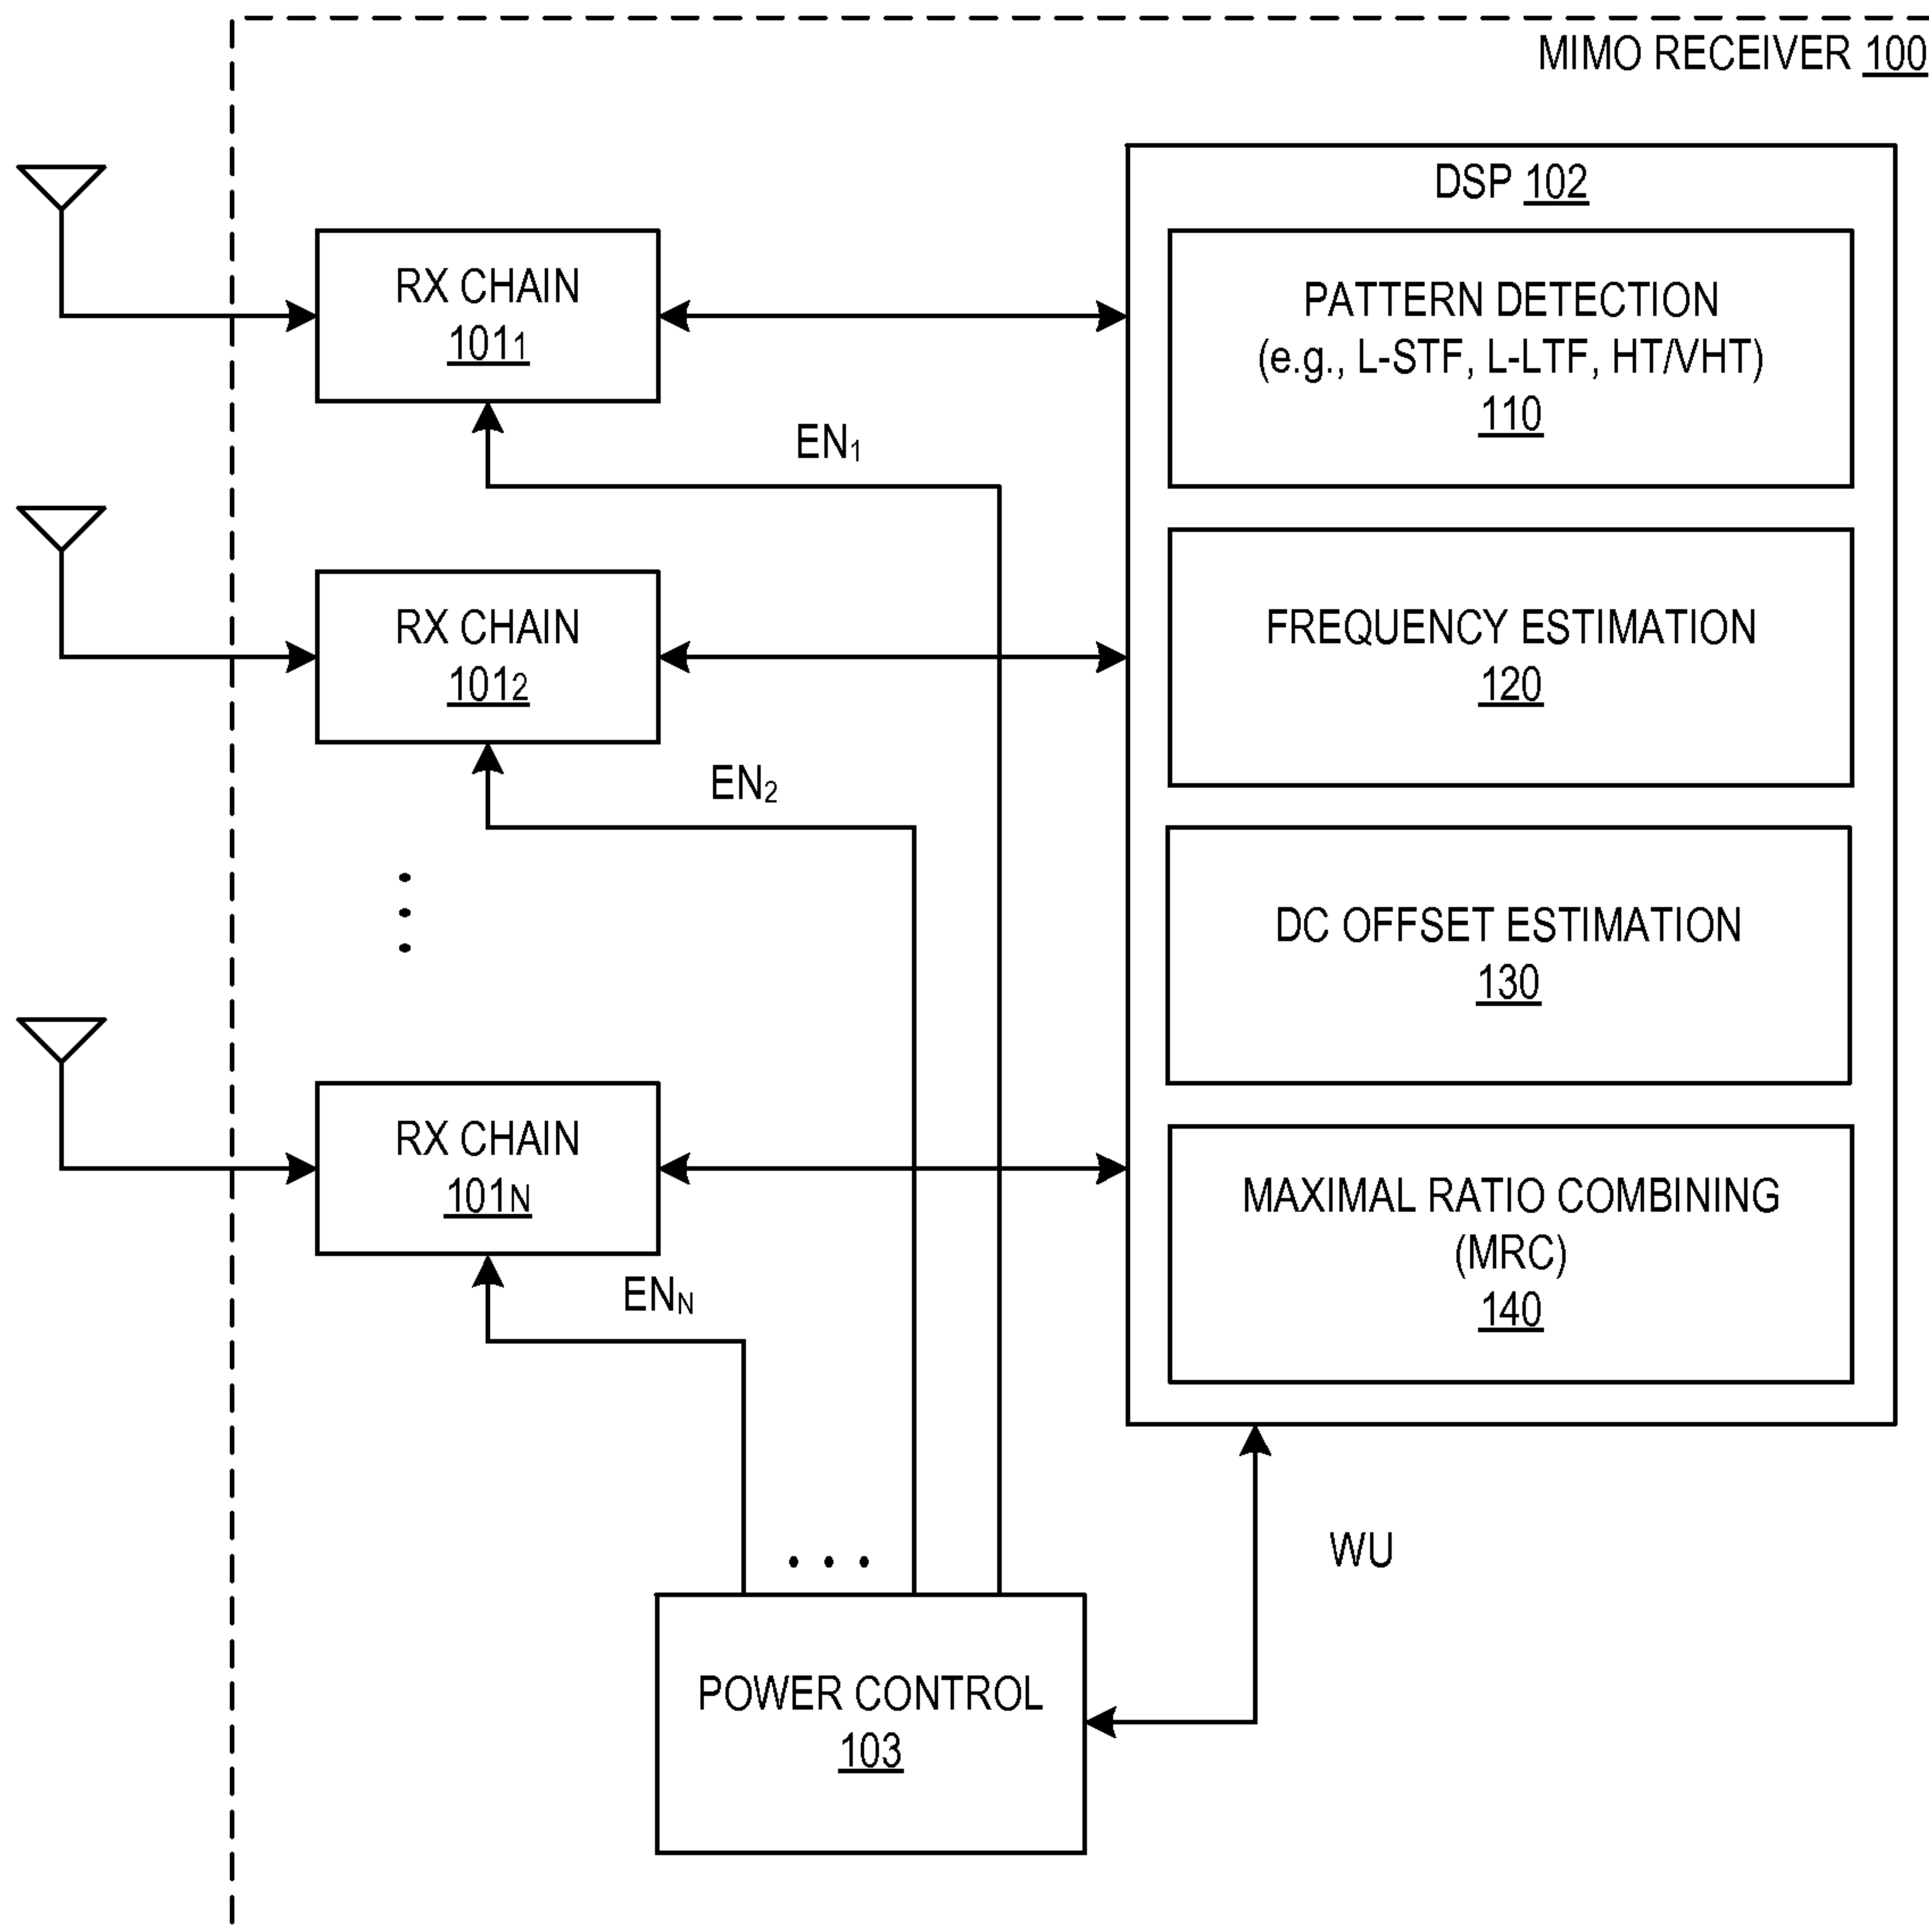 MIMO RECEIVER 100
DSP 102
RX CHAIN
101₁
PATTERN DETECTION
(e.g., L-STF, L-LTF, HT/VHT)
110
EN₁
RX CHAIN
101₂
FREQUENCY ESTIMATION
120
EN₂
DC OFFSET ESTIMATION
130
RX CHAIN
101N
MAXIMAL RATIO COMBINING
(MRC)
140
ENN
WU
POWER CONTROL
103